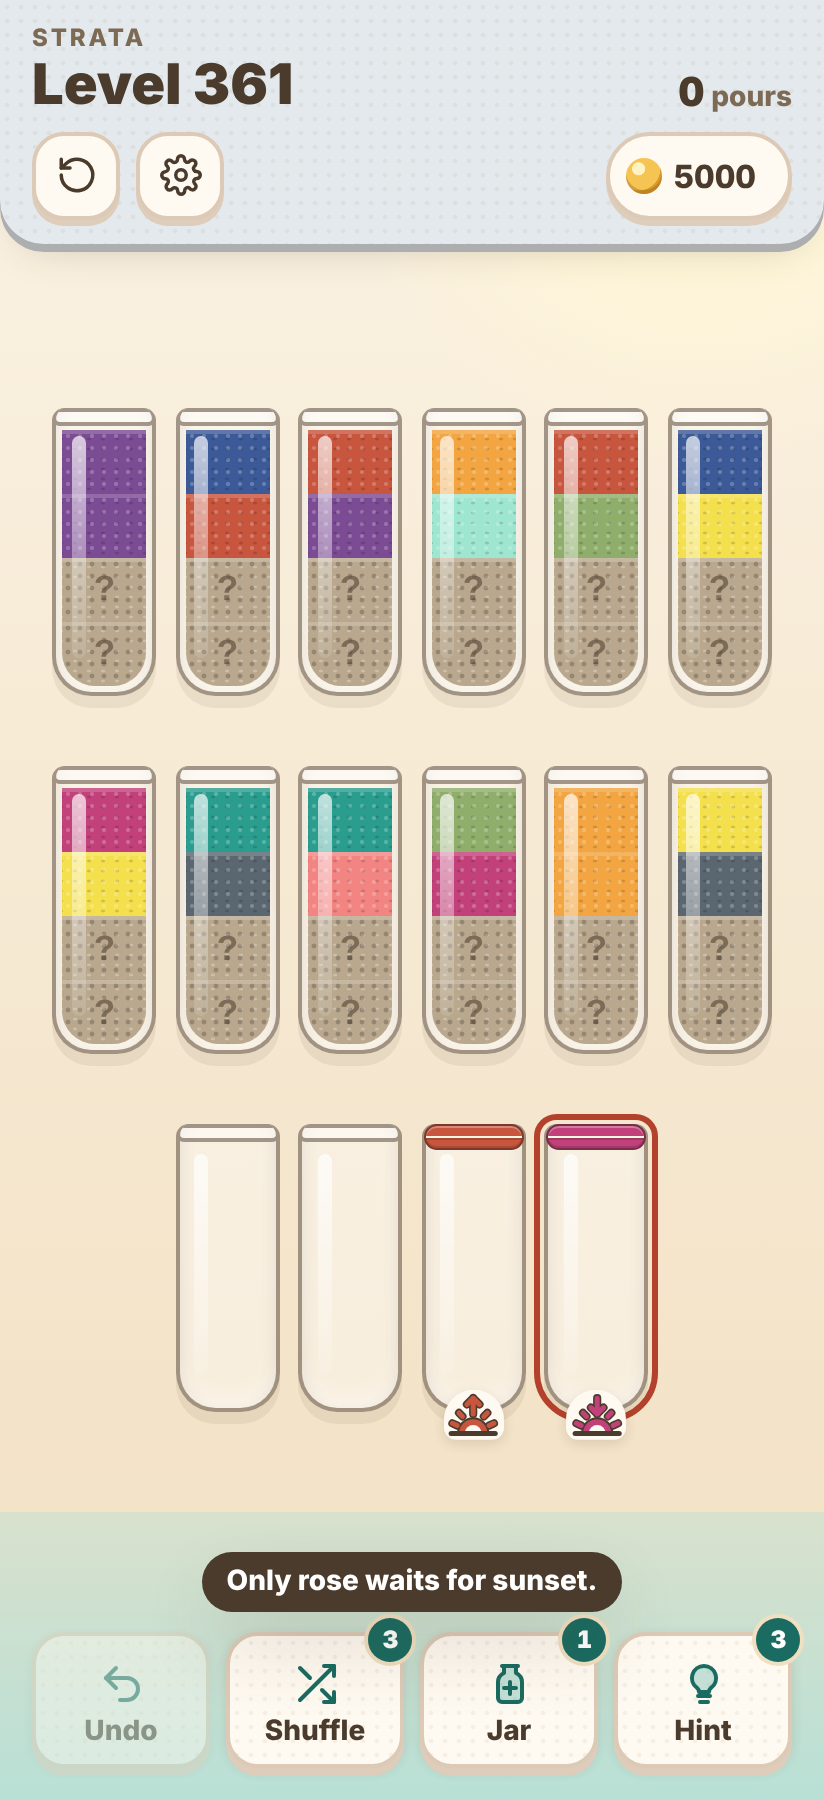 STRATA
Level 361
0 pours
5000
? ? ? ? ? ?
? ? ? ? ? ?
? ? ? ? ? ?
? ? ? ? ? ?
Only rose waits for sunset.
3 1 3
Undo Shuffle Jar Hint